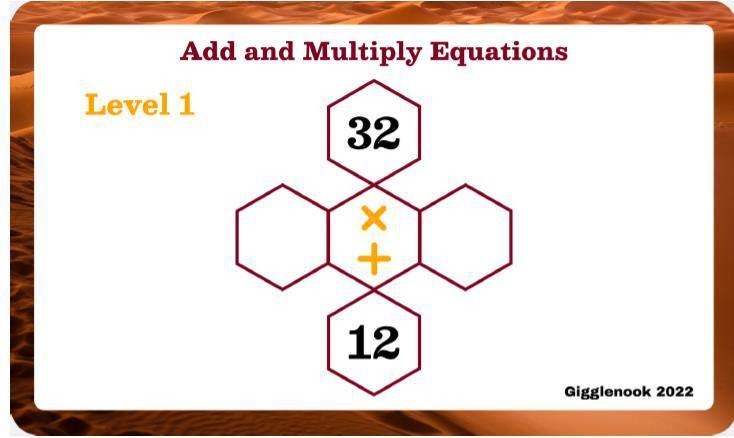 Add and Multiply Equations
Level 1
32
×
+
12
Gigglenook 2022